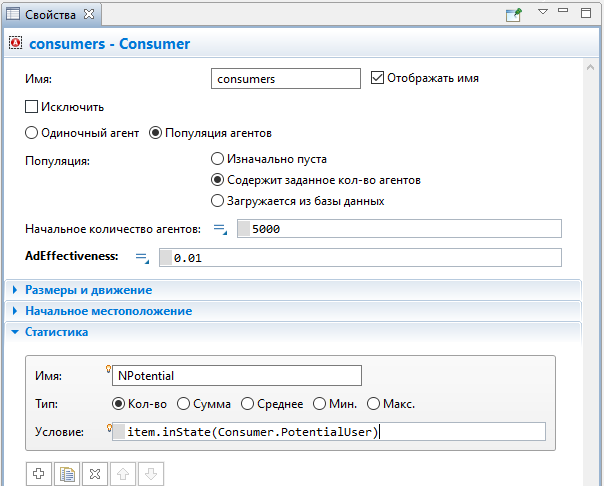 Свойства
consumers - Consumer
Имя: consumers Отображать имя
Исключить
Одиночный агент Популяция агентов
Популяция: Изначально пуста
Содержит заданное кол-во агентов
Загружается из базы данных
Начальное количество агентов: 5000
AdEffectiveness: 0.01
Размеры и движение
Начальное местоположение
Статистика
Имя: NPotential
Тип: Кол-во Сумма Среднее Мин. Макс.
Условие: item.inState(Consumer.PotentialUser)